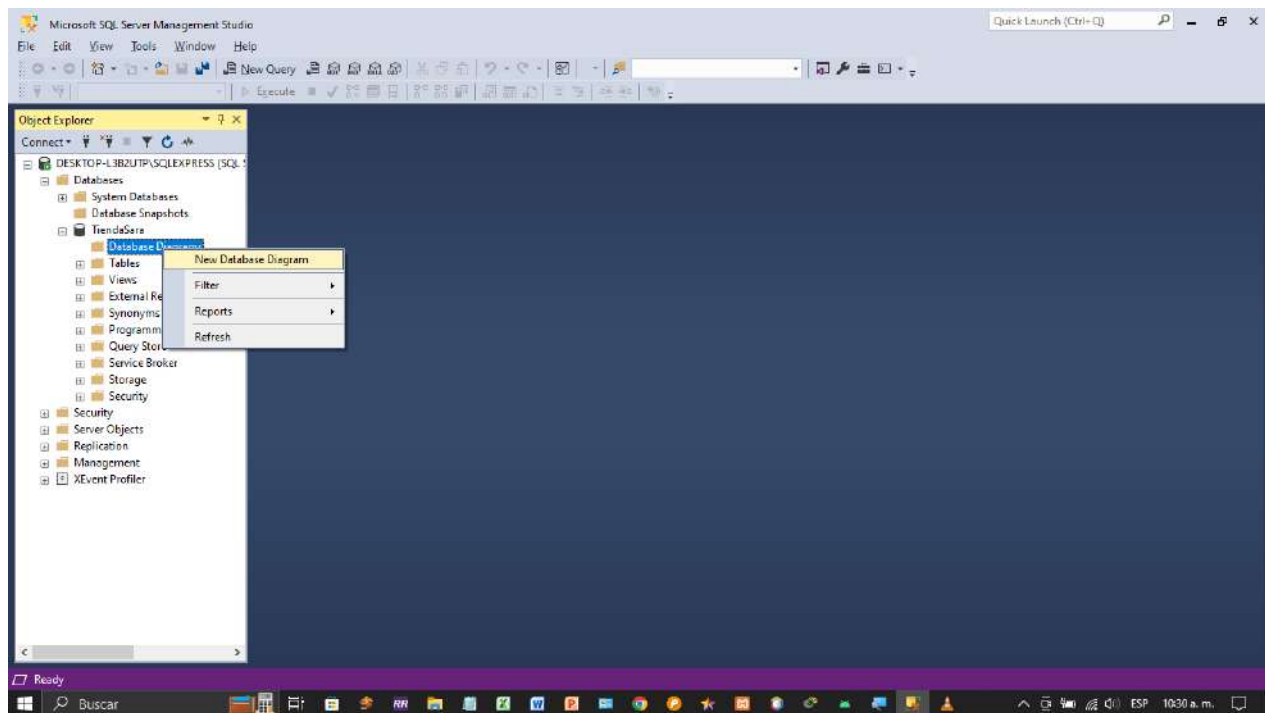 Microsoft SQL Server Management Studio
Quick Launch (Ctrl+Q)
File Edit View Tools Window Help
New Query
Execute
Object Explorer
Connect
DESKTOP-L3B2UTP\SQLEXPRESS (SQL S
Databases
System Databases
Database Snapshots
TiendaSara
Database Diagrams
New Database Diagram
Tables
Views
Filter
External Re
Synonyms
Reports
Programm
Query Store
Refresh
Service Broker
Storage
Security
Security
Server Objects
Replication
Management
XEvent Profiler
Ready
Buscar
ESP 10:30 a. m.